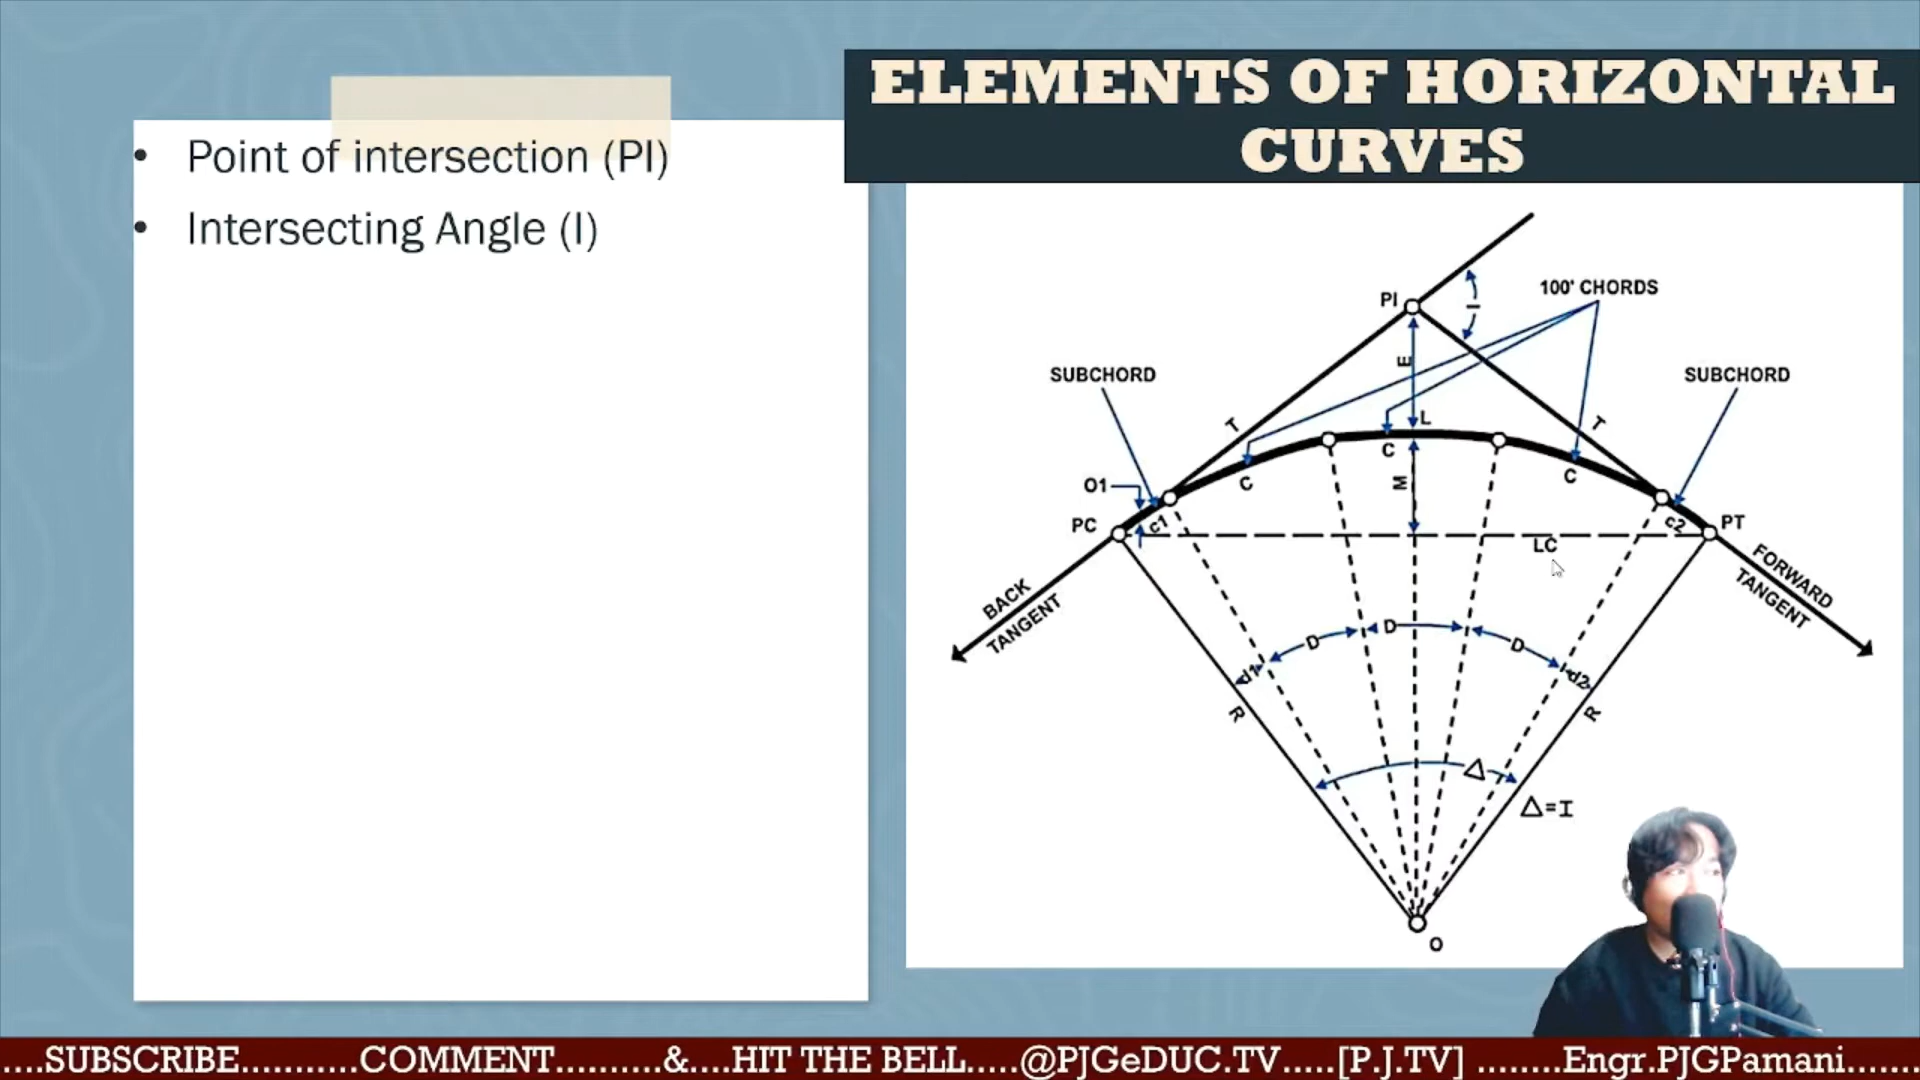 ELEMENTS OF HORIZONTAL
CURVES
• Point of intersection (PI)
• Intersecting Angle (I)
PI
I
100' CHORDS
E
SUBCHORD
SUBCHORD
T
T
L
C
C
C
M
O1
PC
c1
c2
PT
LC
BACK
TANGENT
FORWARD
TANGENT
D
D
D
d1
d2
R
R
Δ
Δ=I
O
....SUBSCRIBE...........COMMENT..........&....HIT THE BELL.....@PJGeDUC.TV.....[P.J.TV] ........Engr.PJGPamani........